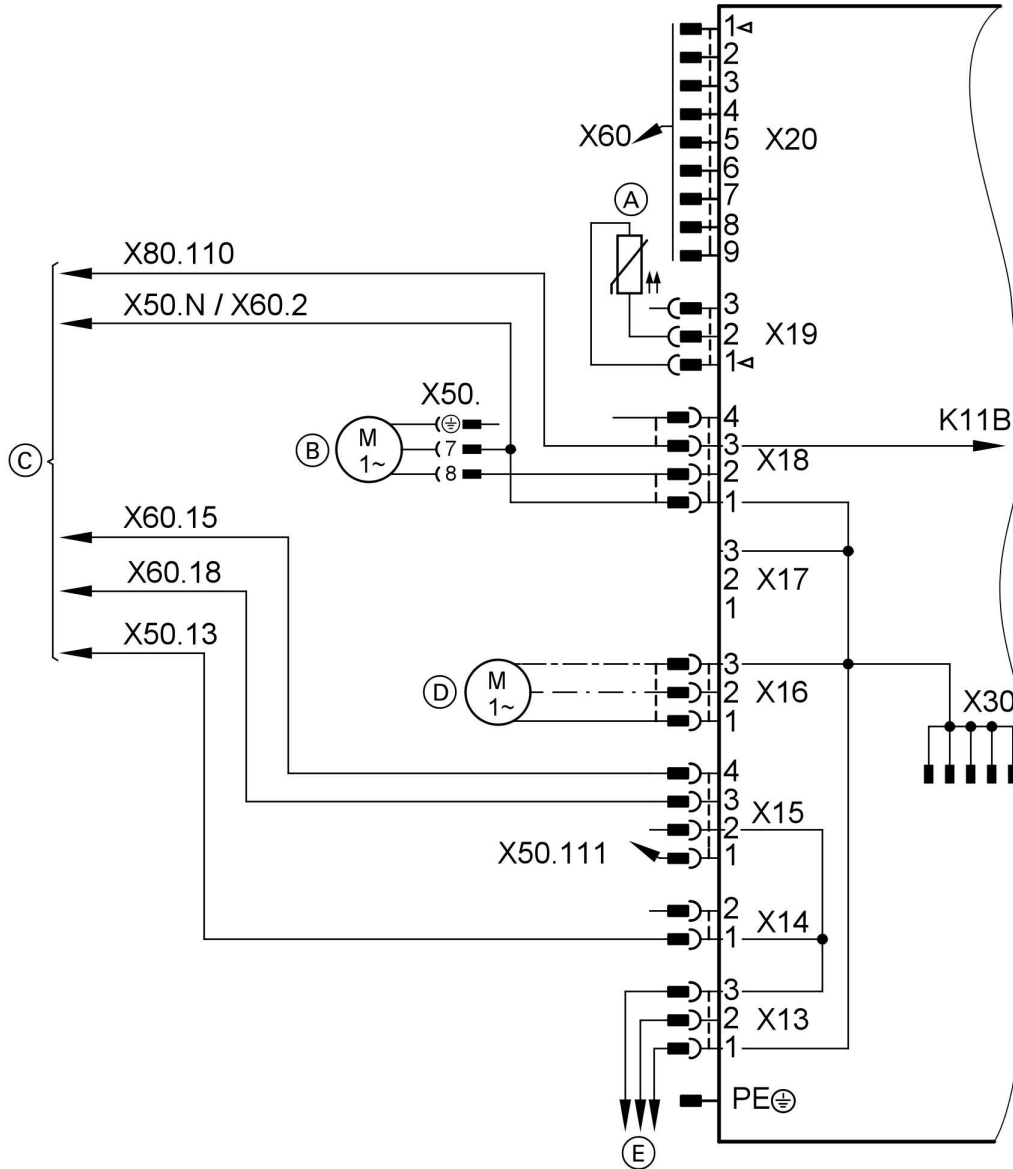 1
2
3
4
X60
5
X20
6
7
A
8
9
X80.110
3
X50.N / X60.2
2
X19
1
X50.
4
K11B
B
M
1~
7
3
X18
C
8
2
1
X60.15
3
X60.18
2
X17
1
X50.13
3
D
M
1~
2
X16
1
X30
4
3
X15
2
X50.111
1
2
X14
1
3
2
X13
1
PE
E